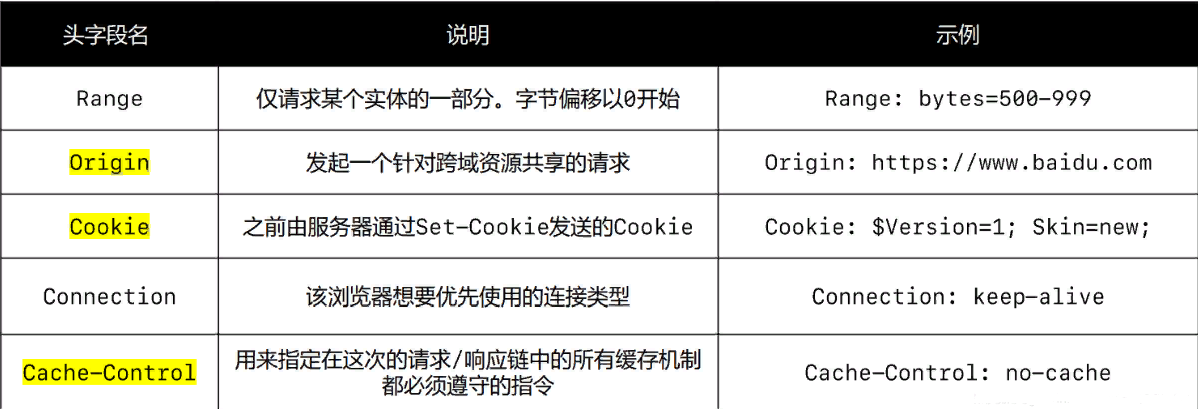 头字段名 说明 示例
Range 仅请求某个实体的一部分。字节偏移以0开始 Range: bytes=500-999
Origin 发起一个针对跨域资源共享的请求 Origin: https://www.baidu.com
Cookie 之前由服务器通过Set-Cookie发送的Cookie Cookie: $Version=1; Skin=new;
Connection 该浏览器想要优先使用的连接类型 Connection: keep-alive
Cache-Control 用来指定在这次的请求/响应链中的所有缓存机制
都必须遵守的指令 Cache-Control: no-cache